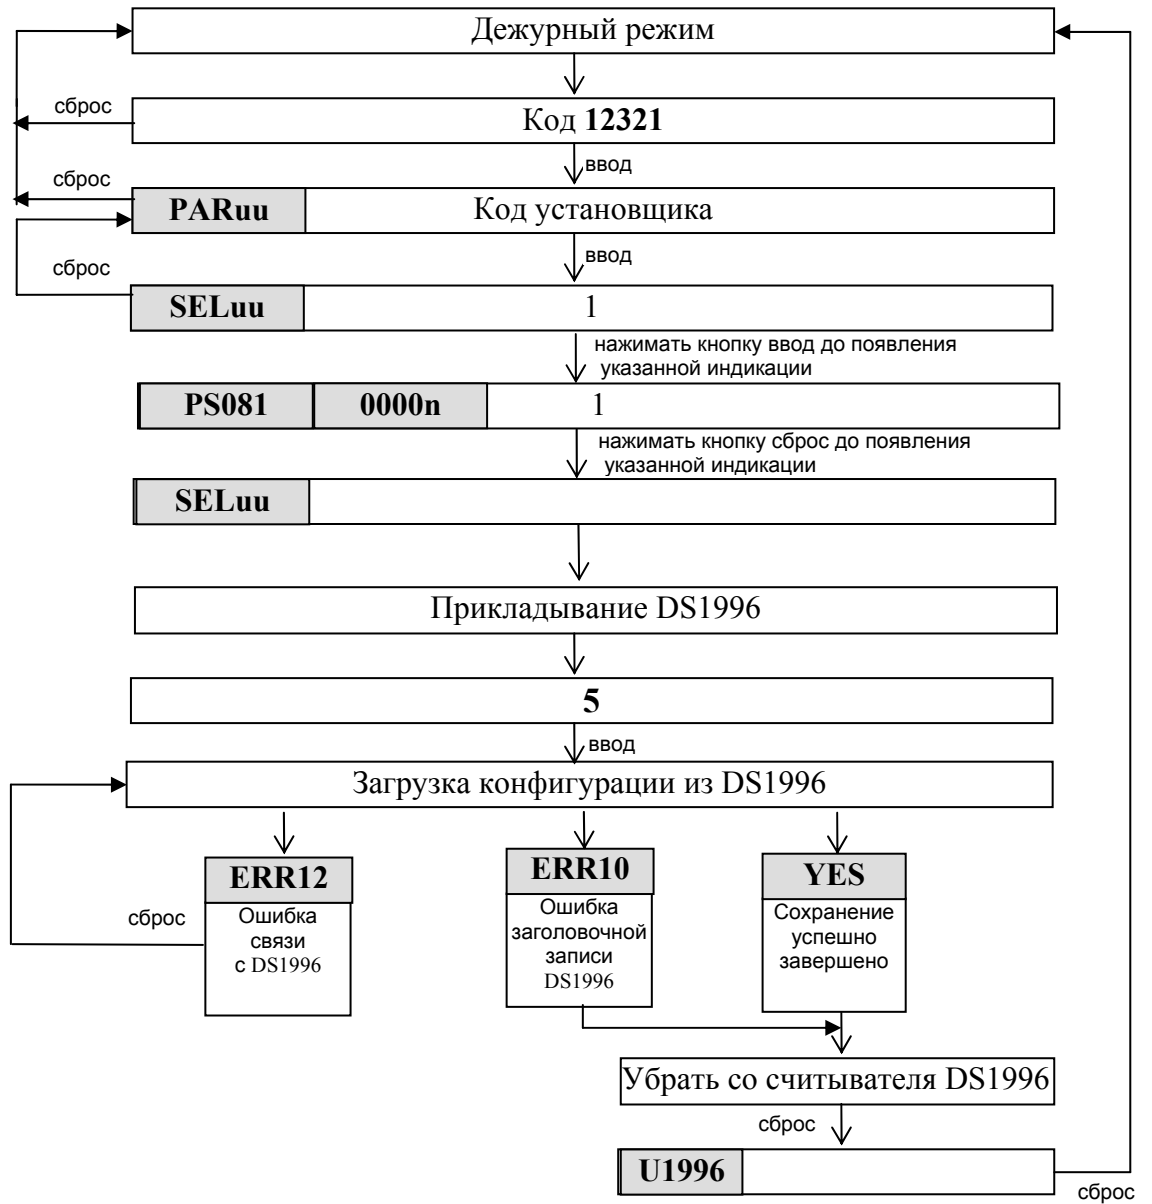 Дежурный режим
сброс
Код 12321
ввод
сброс
PARuu Код установщика
ввод
сброс
SELuu 1
нажимать кнопку ввод до появления
указанной индикации
PS081 0000n 1
нажимать кнопку сброс до появления
указанной индикации
SELuu
Прикладывание DS1996
5
ввод
Загрузка конфигурации из DS1996
сброс
ERR12
Ошибка
связи
с DS1996
ERR10
Ошибка
заголовочной
записи
DS1996
YES
Сохранение
успешно
завершено
Убрать со считывателя DS1996
сброс
U1996
сброс